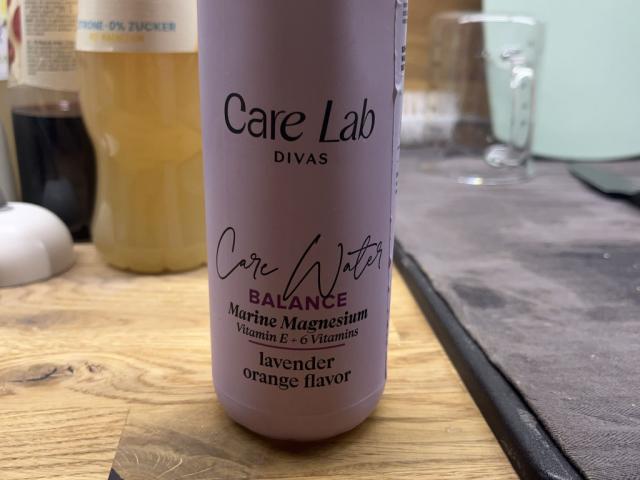 TRONE-0% ZUCKER
Care Lab
DIVAS
Care Water
BALANCE
Marine Magnesium
Vitamin E + 6 Vitamins
lavender
orange flavor